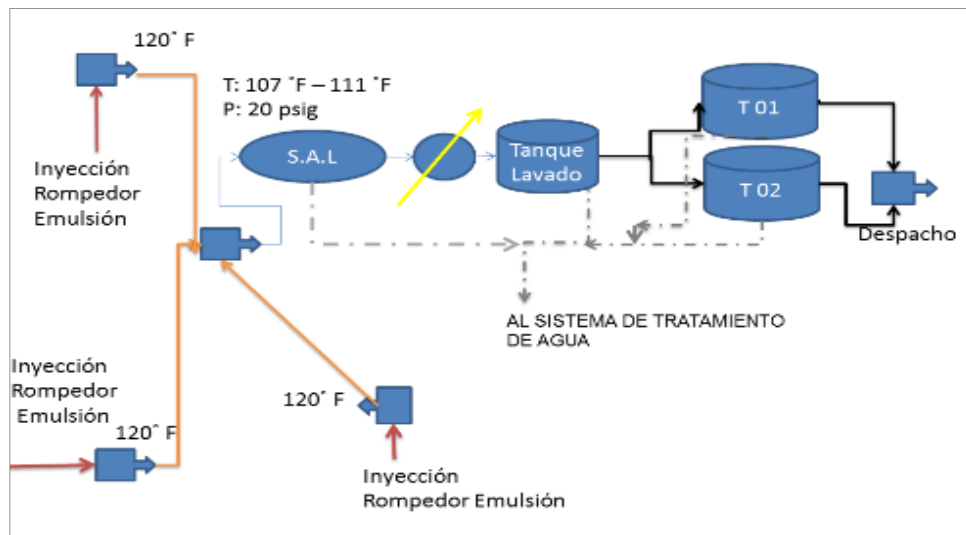 120˚ F
T: 107 ˚F – 111 ˚F
P: 20 psig
Inyección
Rompedor
Emulsión
S.A.L
Tanque
Lavado
T 01
T 02
Despacho
AL SISTEMA DE TRATAMIENTO
DE AGUA
Inyección
Rompedor
Emulsión
120˚ F
120˚ F
Inyección
Rompedor Emulsión